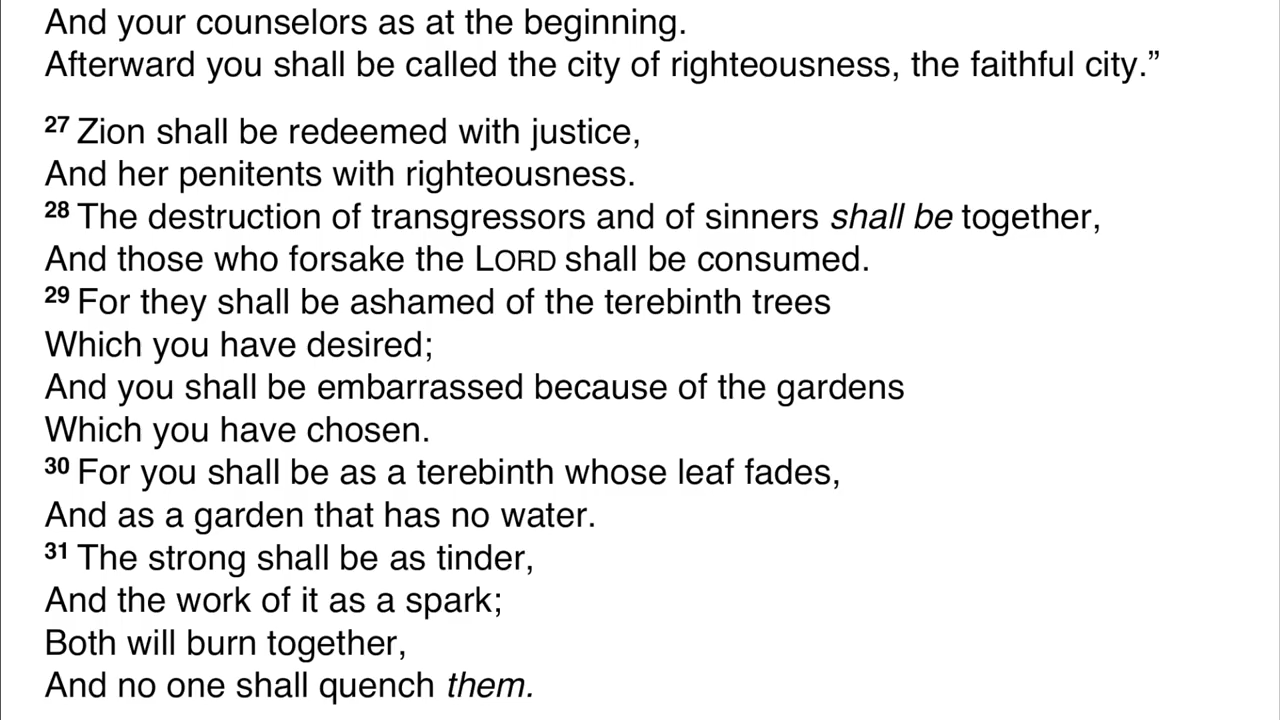 And your counselors as at the beginning.
Afterward you shall be called the city of righteousness, the faithful city.”
27 Zion shall be redeemed with justice,
And her penitents with righteousness.
28 The destruction of transgressors and of sinners shall be together,
And those who forsake the LORD shall be consumed.
29 For they shall be ashamed of the terebinth trees
Which you have desired;
And you shall be embarrassed because of the gardens
Which you have chosen.
30 For you shall be as a terebinth whose leaf fades,
And as a garden that has no water.
31 The strong shall be as tinder,
And the work of it as a spark;
Both will burn together,
And no one shall quench them.